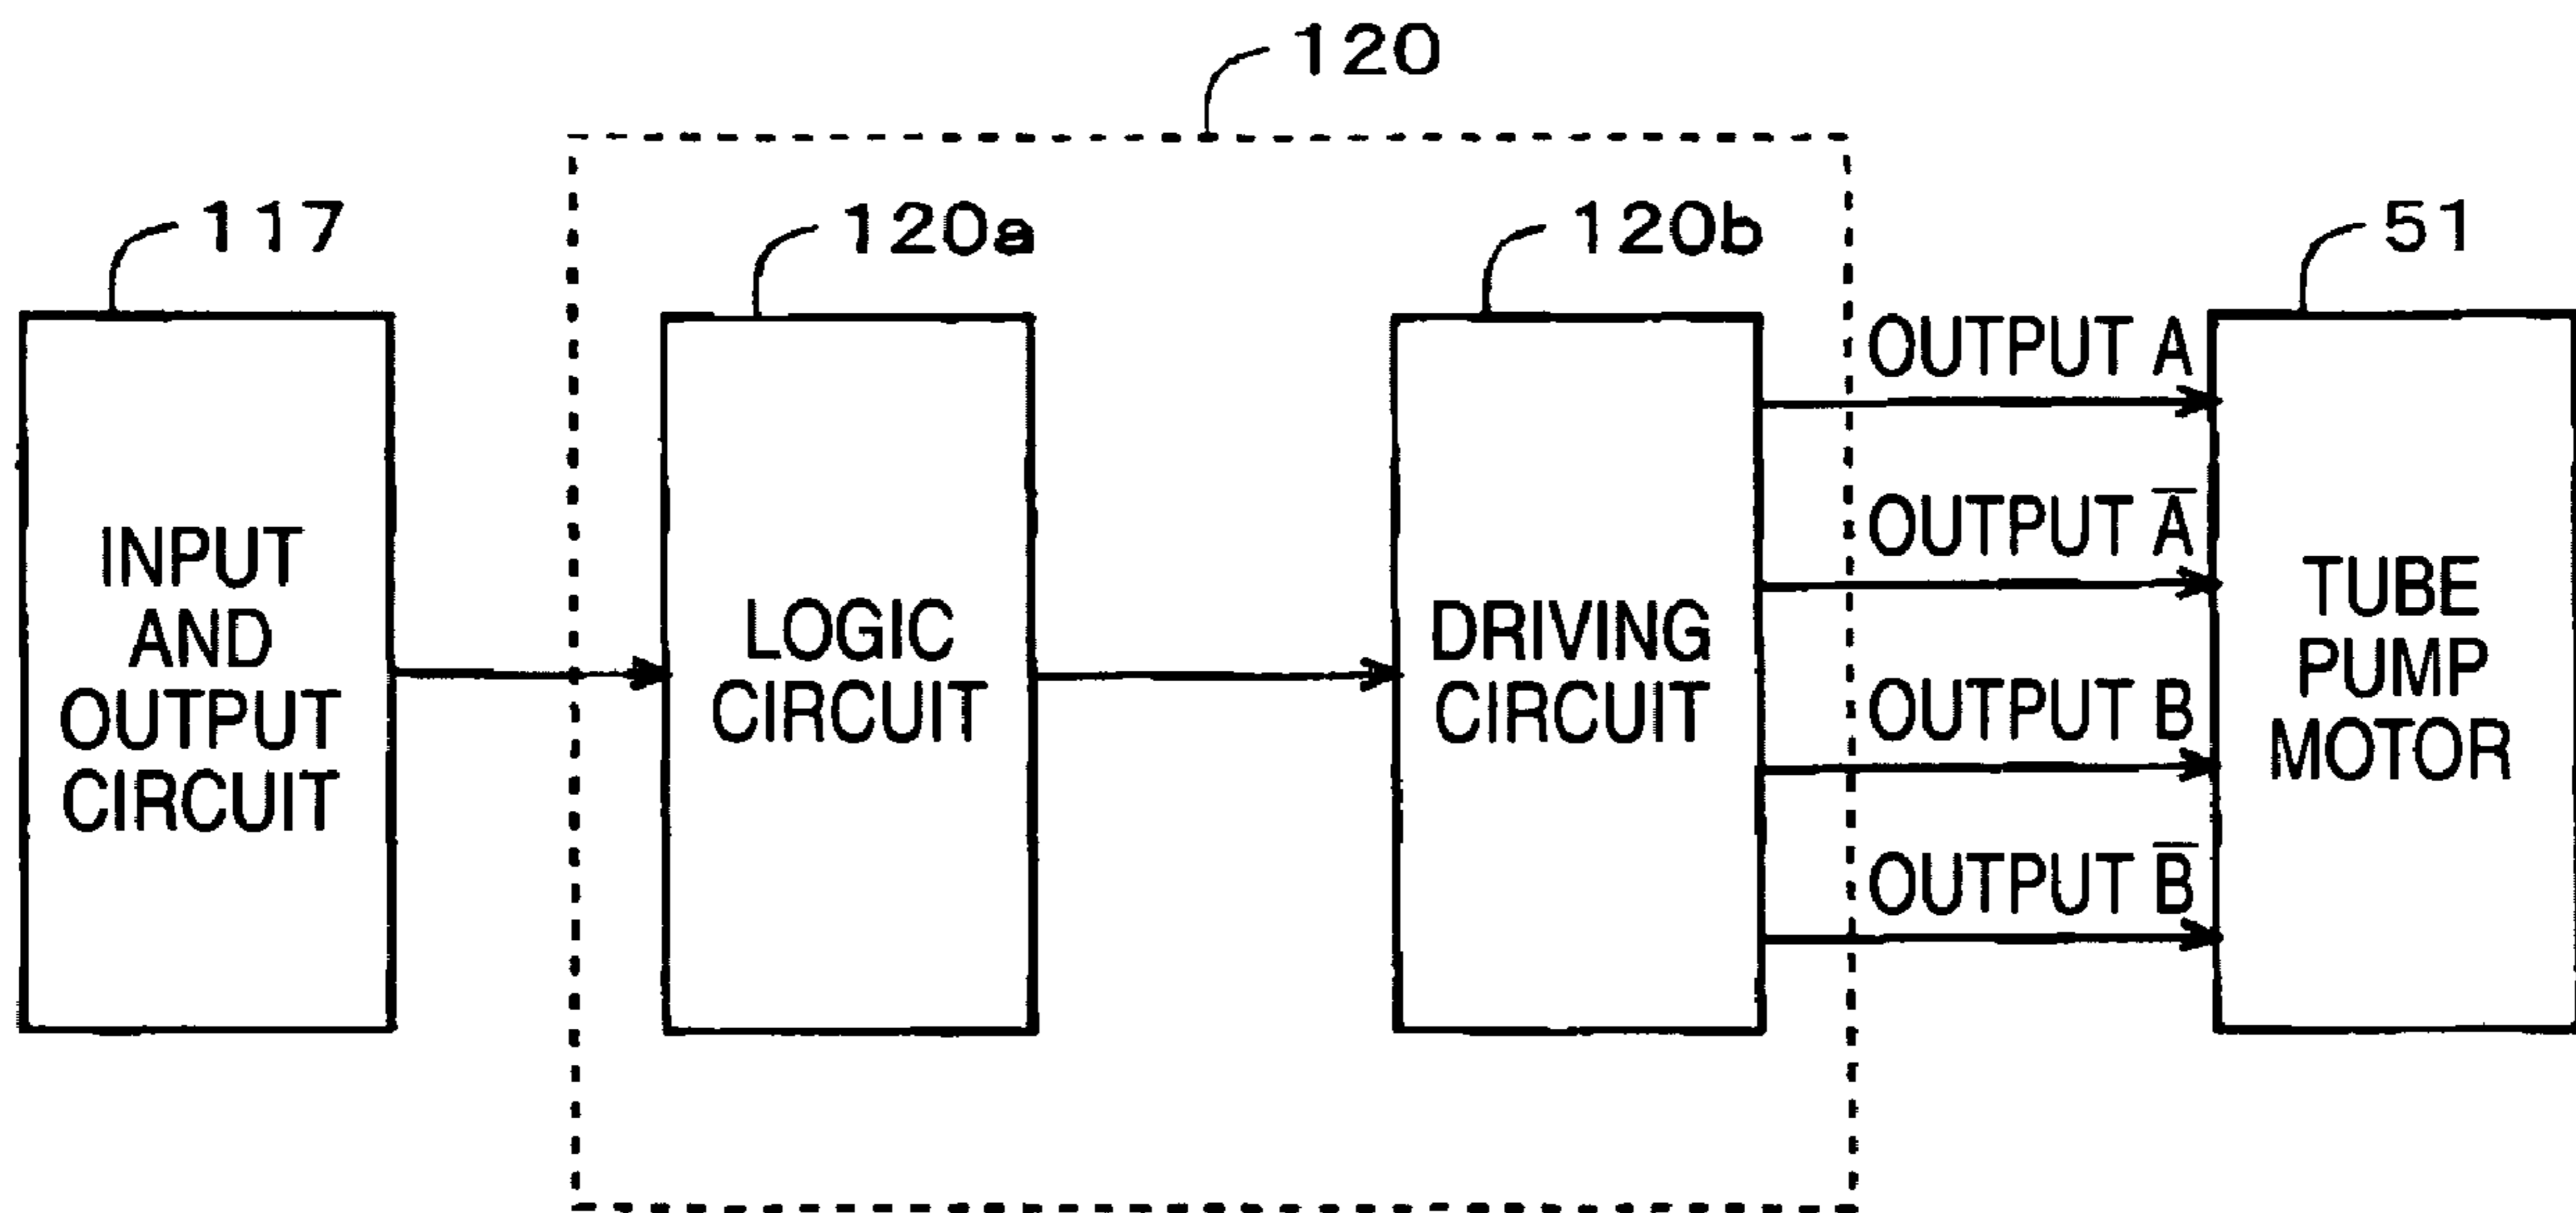 120
117
120a
120b
51
INPUT
AND
OUTPUT
CIRCUIT
LOGIC
CIRCUIT
DRIVING
CIRCUIT
OUTPUT A
OUTPUT A̅
OUTPUT B
OUTPUT B̅
TUBE
PUMP
MOTOR